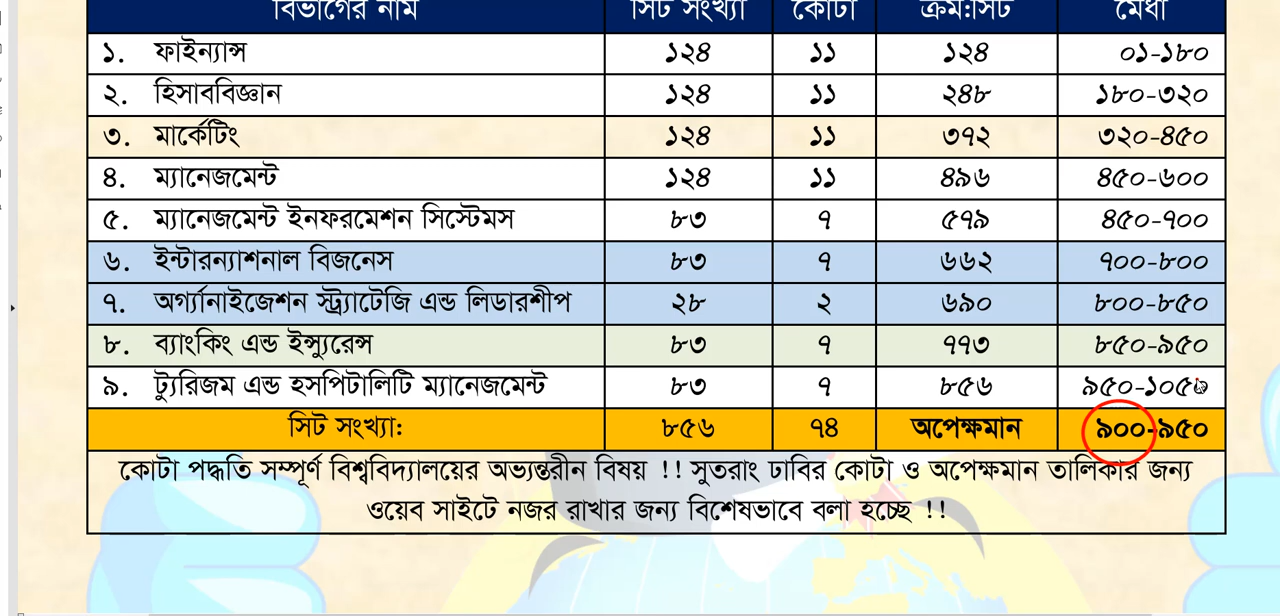 বিভাগের নাম সিট সংখ্যা কোটা ক্রম:সিট মেধা
১. ফাইন্যান্স ১২৪ ১১ ১২৪ ০১-১৮০
২. হিসাববিজ্ঞান ১২৪ ১১ ২৪৮ ১৮০-৩২০
৩. মার্কেটিং ১২৪ ১১ ৩৭২ ৩২০-৪৫০
৪. ম্যানেজমেন্ট ১২৪ ১১ ৪৯৬ ৪৫০-৬০০
৫. ম্যানেজমেন্ট ইনফরমেশন সিস্টেমস ৮৩ ৭ ৫৭৯ ৪৫০-৭০০
৬. ইন্টারন্যাশনাল বিজনেস ৮৩ ৭ ৬৬২ ৭০০-৮০০
৭. অর্গ্যানাইজেশন স্ট্র্যাটেজি এন্ড লিডারশীপ ২৮ ২ ৬৯০ ৮০০-৮৫০
৮. ব্যাংকিং এন্ড ইন্স্যুরেন্স ৮৩ ৭ ৭৭৩ ৮৫০-৯৫০
৯. ট্যুরিজম এন্ড হসপিটালিটি ম্যানেজমেন্ট ৮৩ ৭ ৮৫৬ ৯৫০-১০৫০
সিট সংখ্যা: ৮৫৬ ৭৪ অপেক্ষমান ৯০০-৯৫০
কোটা পদ্ধতি সম্পূর্ণ বিশ্ববিদ্যালয়ের অভ্যন্তরীন বিষয় !! সুতরাং ঢাবির কোটা ও অপেক্ষমান তালিকার জন্য
ওয়েব সাইটে নজর রাখার জন্য বিশেষভাবে বলা হচ্ছে !!